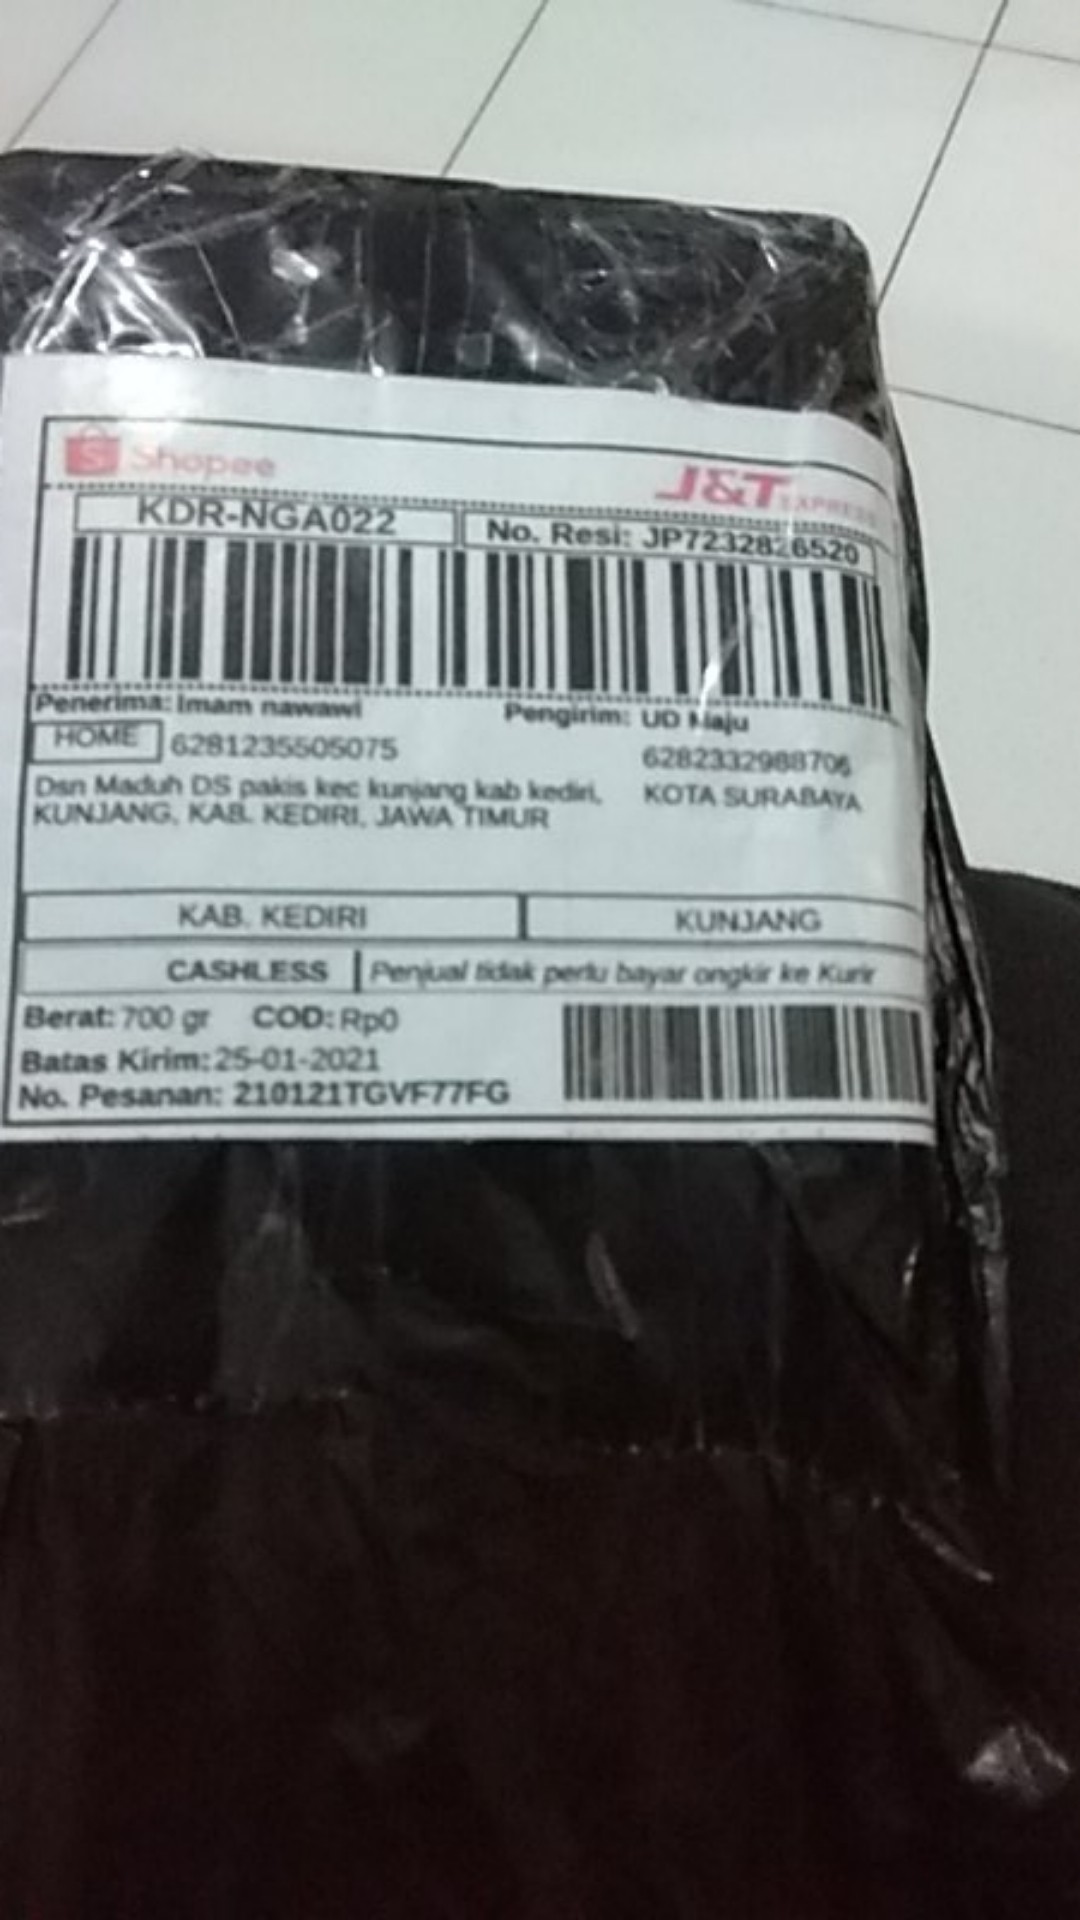 Shopee
J&T EXPRESS
KDR-NGA022
No. Resi: JP7232826520
Penerima: Imam nawawi
Pengirim: UD Maju
HOME 6281235505075
6282332988706
Dsn Maduh DS pakis kec kunjang kab kediri,
KUNJANG, KAB. KEDIRI, JAWA TIMUR
KOTA SURABAYA
KAB. KEDIRI
KUNJANG
CASHLESS
Penjual tidak perlu bayar ongkir ke Kurir
Berat: 700 gr COD: Rp0
Batas Kirim: 25-01-2021
No. Pesanan: 210121TGVF77FG